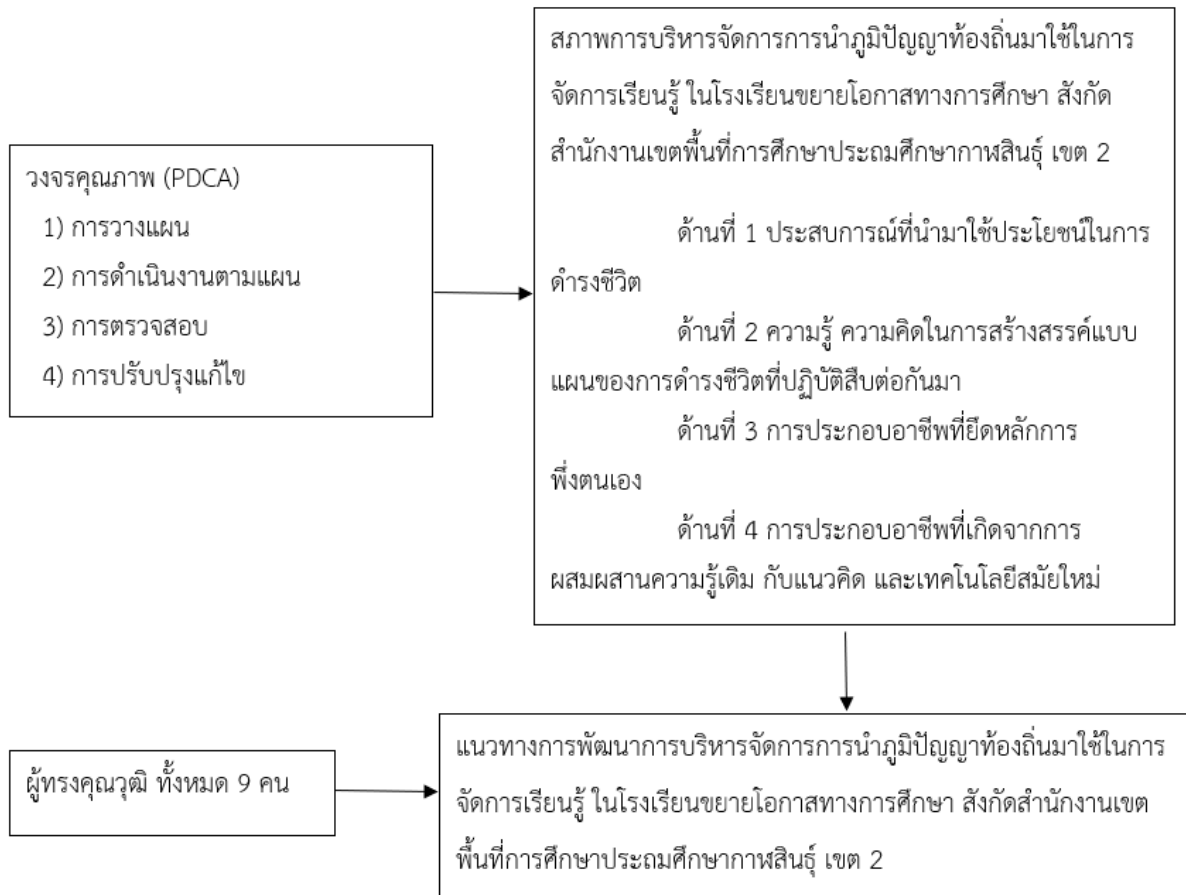 วงจรคุณภาพ (PDCA)
1) การวางแผน
2) การดำเนินงานตามแผน
3) การตรวจสอบ
4) การปรับปรุงแก้ไข
สภาพการบริหารจัดการการนำภูมิปัญญาท้องถิ่นมาใช้ในการ
จัดการเรียนรู้ ในโรงเรียนขยายโอกาสทางการศึกษา สังกัด
สำนักงานเขตพื้นที่การศึกษาประถมศึกษากาฬสินธุ์ เขต 2
ด้านที่ 1 ประสบการณ์ที่นำมาใช้ประโยชน์ในการ
ดำรงชีวิต
ด้านที่ 2 ความรู้ ความคิดในการสร้างสรรค์แบบ
แผนของการดำรงชีวิตที่ปฏิบัติสืบต่อกันมา
ด้านที่ 3 การประกอบอาชีพที่ยึดหลักการ
พึ่งตนเอง
ด้านที่ 4 การประกอบอาชีพที่เกิดจากการ
ผสมผสานความรู้เดิม กับแนวคิด และเทคโนโลยีสมัยใหม่
ผู้ทรงคุณวุฒิ ทั้งหมด 9 คน
แนวทางการพัฒนาการบริหารจัดการการนำภูมิปัญญาท้องถิ่นมาใช้ในการ
จัดการเรียนรู้ ในโรงเรียนขยายโอกาสทางการศึกษา สังกัดสำนักงานเขต
พื้นที่การศึกษาประถมศึกษากาฬสินธุ์ เขต 2